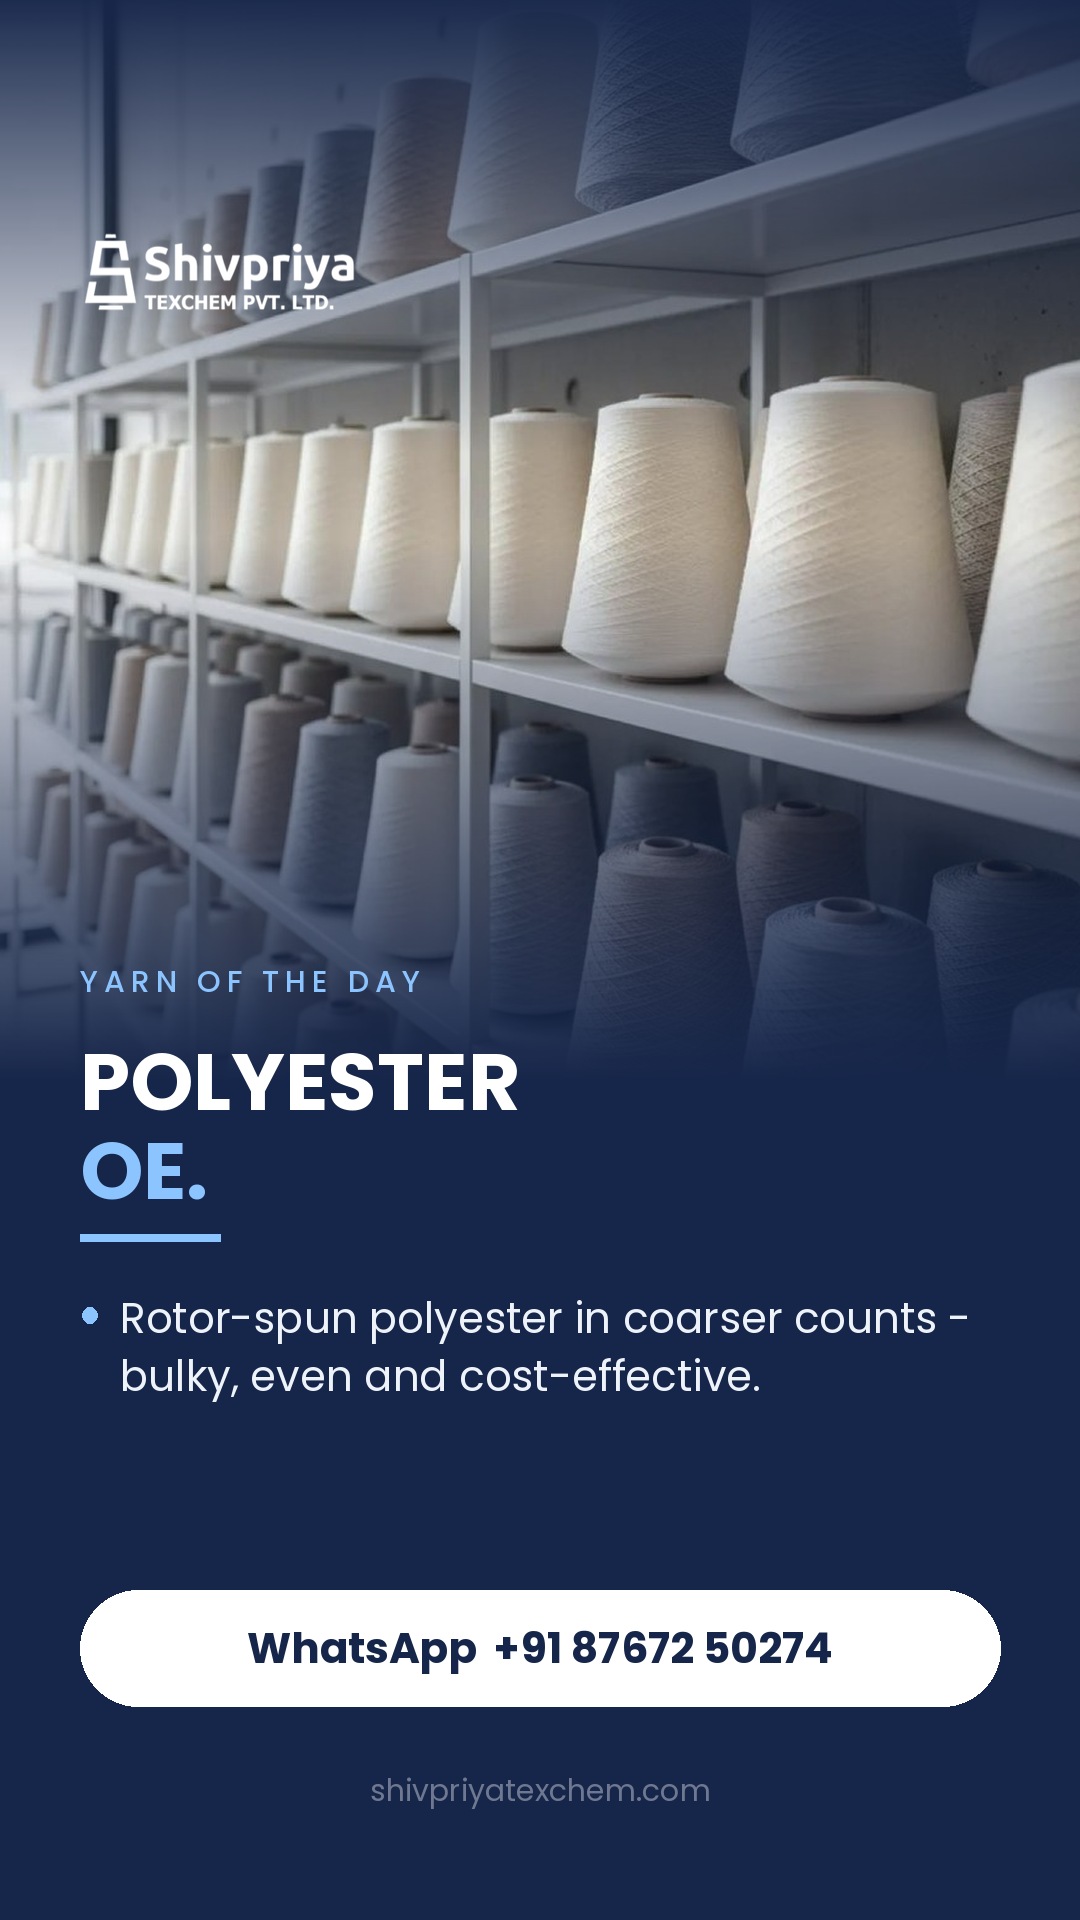 Shivpriya
TEXCHEM PVT. LTD.
YARN OF THE DAY
POLYESTER
OE.
Rotor-spun polyester in coarser counts -
bulky, even and cost-effective.
WhatsApp +91 87672 50274
shivpriyatexchem.com